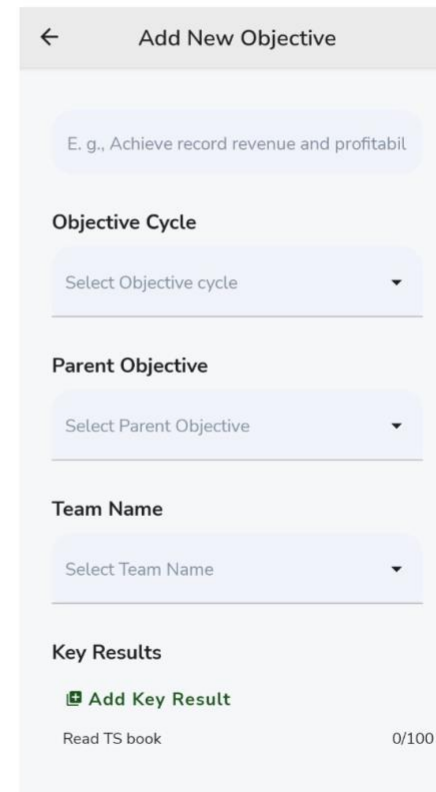 Add New Objective
E. g., Achieve record revenue and profitabil
Objective Cycle
Select Objective cycle
Parent Objective
Select Parent Objective
Team Name
Select Team Name
Key Results
Add Key Result
Read TS book 0/100